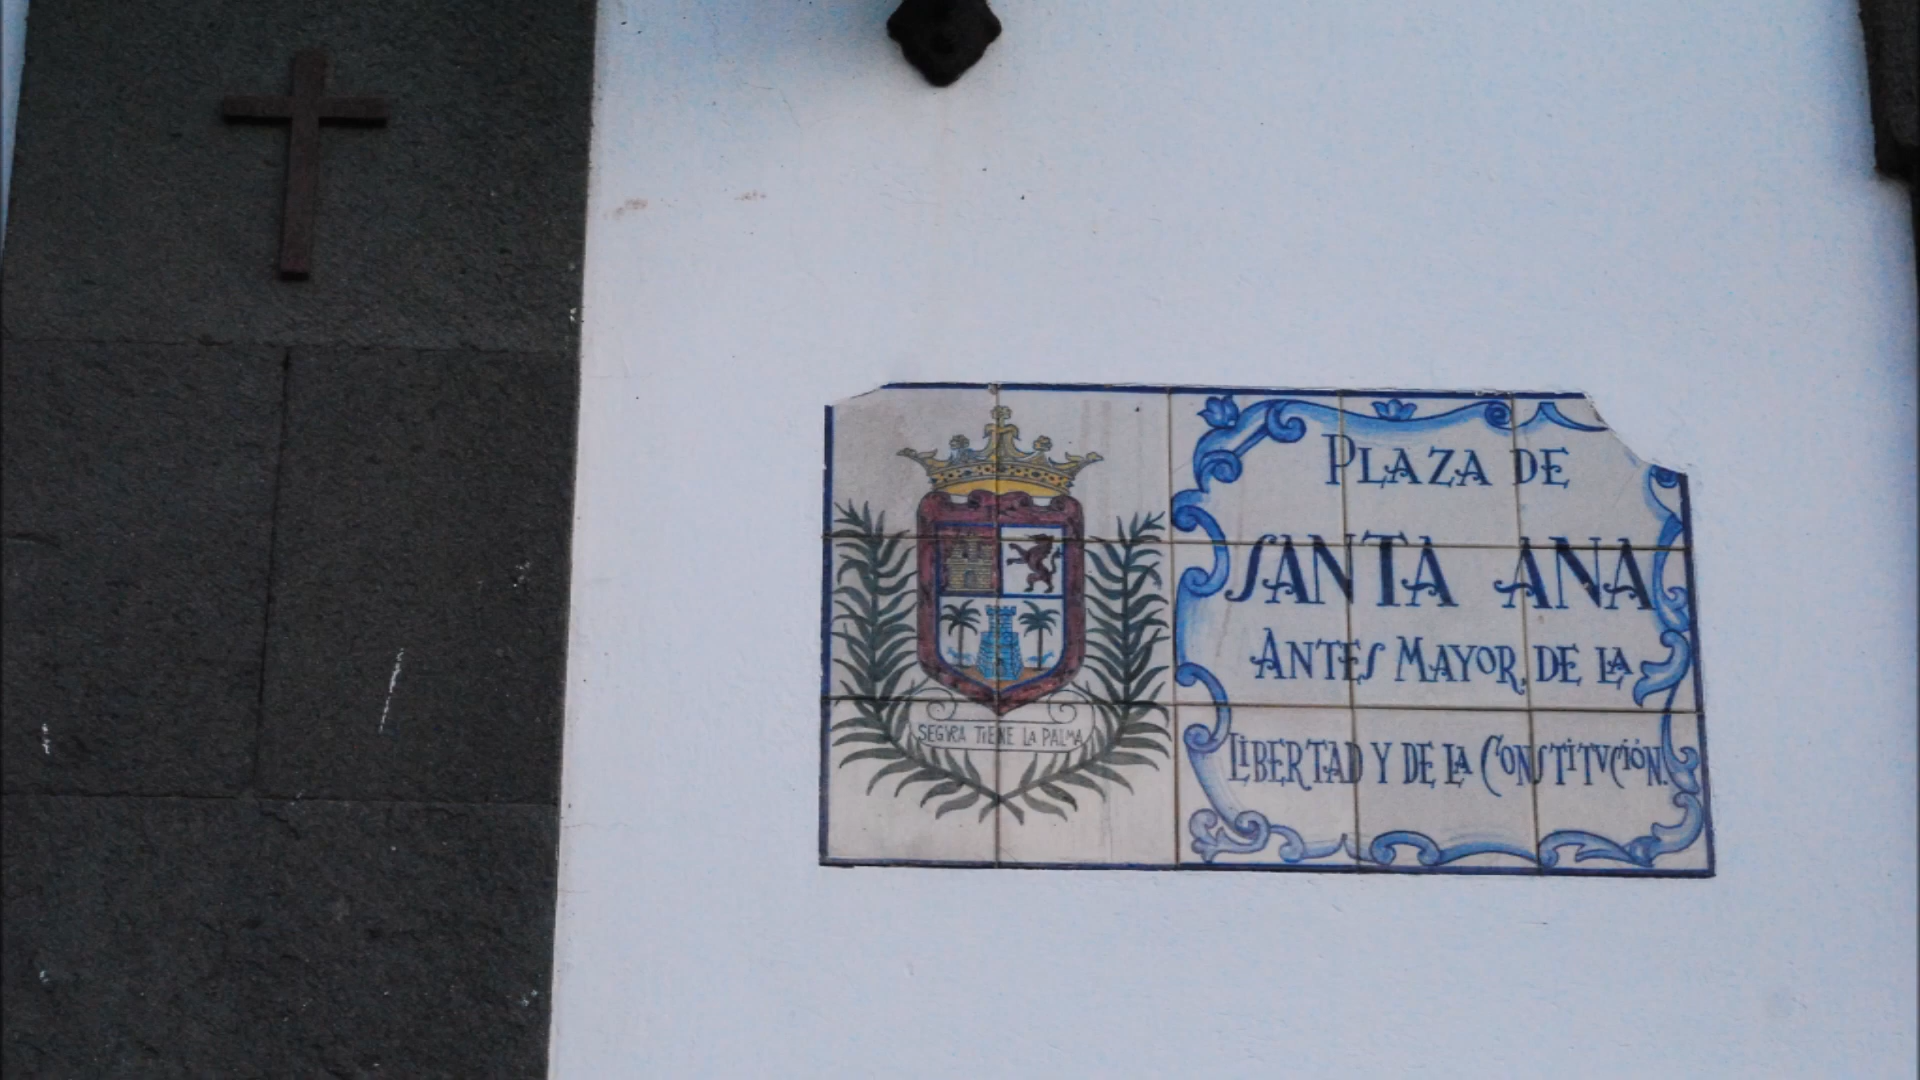 SEGVRA TIENE LA PALMA
PLAZA DE
SANTA ANA
ANTES MAYOR, DE LA
LIBERTAD Y DE LA CONSTITVCIÓN.